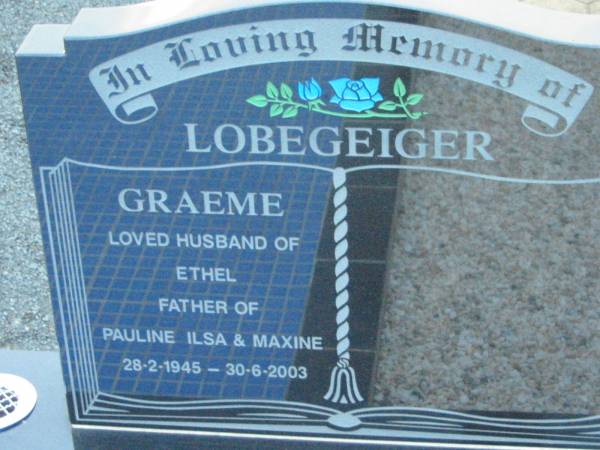 In Loving Memory of
LOBEGEIGER
GRAEME
LOVED HUSBAND OF
ETHEL
FATHER OF
PAULINE ILSA & MAXINE
28-2-1945 – 30-6-2003